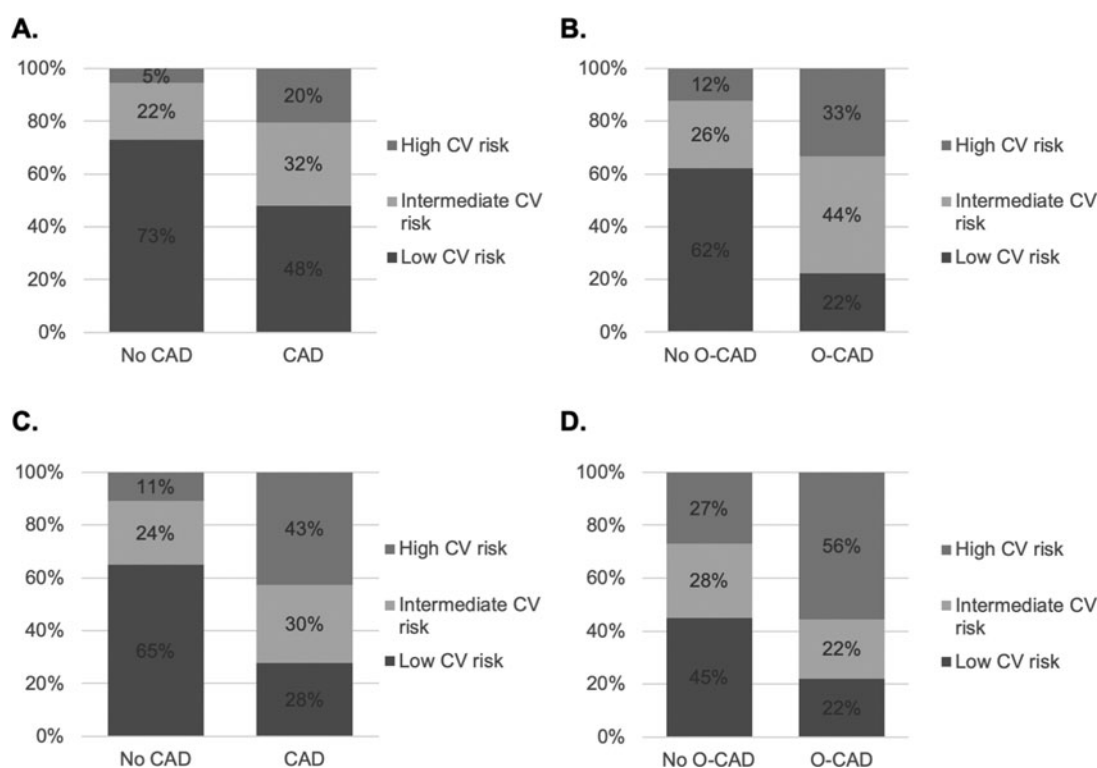 A.
100%
80%
60%
40%
20%
0%
5%
22%
73%
20%
32%
48%
No CAD
CAD
High CV risk
Intermediate CV
risk
Low CV risk
B.
100%
80%
60%
40%
20%
0%
12%
26%
62%
33%
44%
22%
No O-CAD
O-CAD
High CV risk
Intermediate CV
risk
Low CV risk
C.
100%
80%
60%
40%
20%
0%
11%
24%
65%
43%
30%
28%
No CAD
CAD
High CV risk
Intermediate CV
risk
Low CV risk
D.
100%
80%
60%
40%
20%
0%
27%
28%
45%
56%
22%
22%
No O-CAD
O-CAD
High CV risk
Intermediate CV
risk
Low CV risk